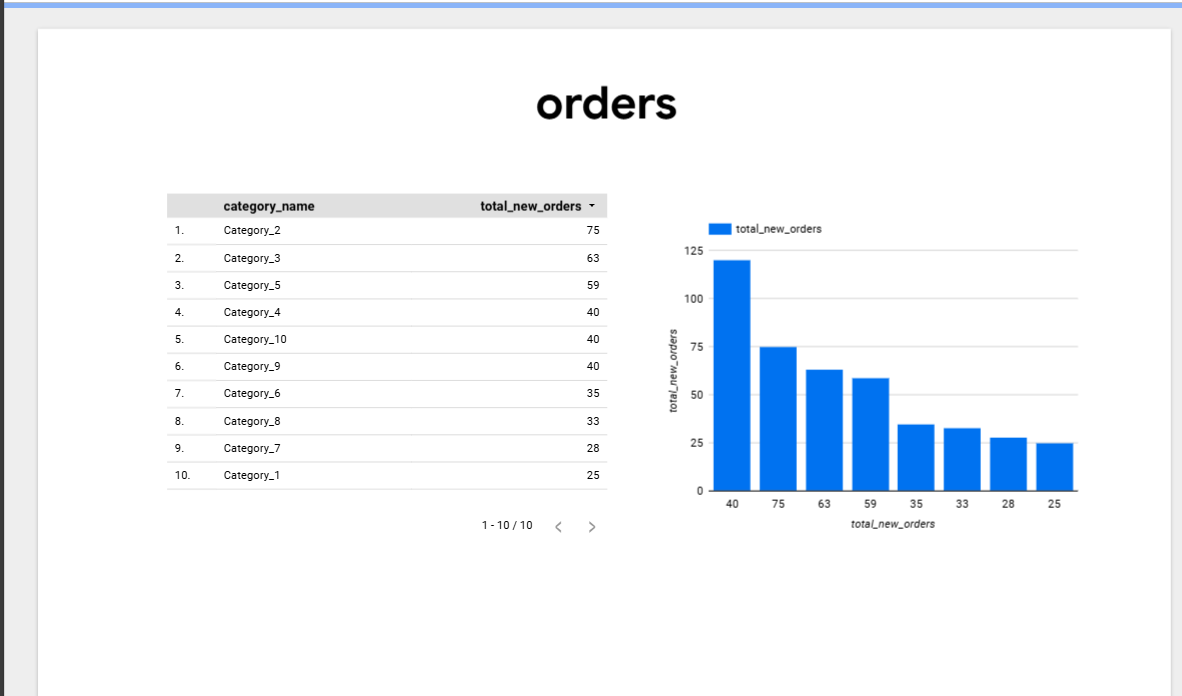 orders
category_name total_new_orders
1. Category_2 75
2. Category_3 63
3. Category_5 59
4. Category_4 40
5. Category_10 40
6. Category_9 40
7. Category_6 35
8. Category_8 33
9. Category_7 28
10. Category_1 25
1 - 10 / 10
total_new_orders
125
100
75
50
25
0
total_new_orders
40 75 63 59 35 33 28 25
total_new_orders